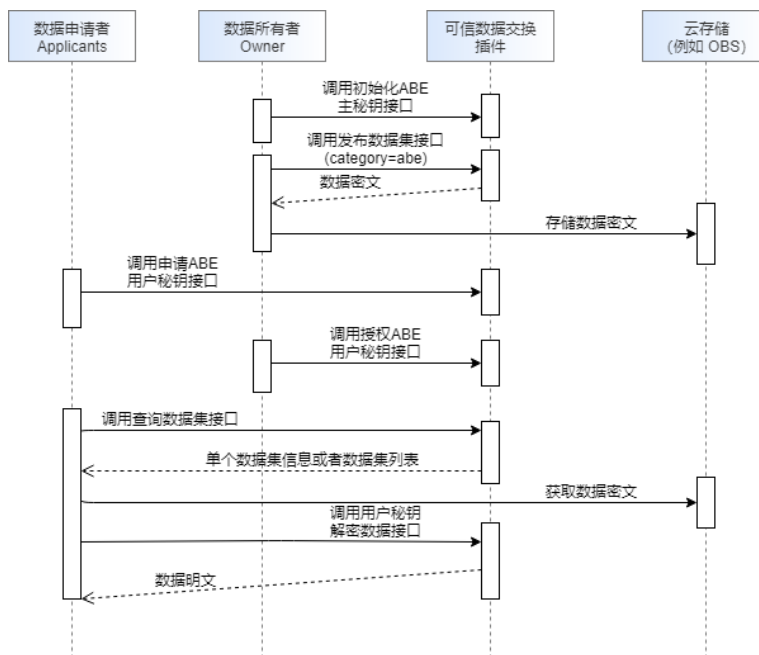 数据申请者
Applicants
数据所有者
Owner
可信数据交换
插件
云存储
(例如 OBS)
调用初始化ABE
主秘钥接口
调用发布数据集接口
(category=abe)
数据密文
存储数据密文
调用申请ABE
用户秘钥接口
调用授权ABE
用户秘钥接口
调用查询数据集接口
单个数据集信息或者数据集列表
获取数据密文
调用用户秘钥
解密数据接口
数据明文